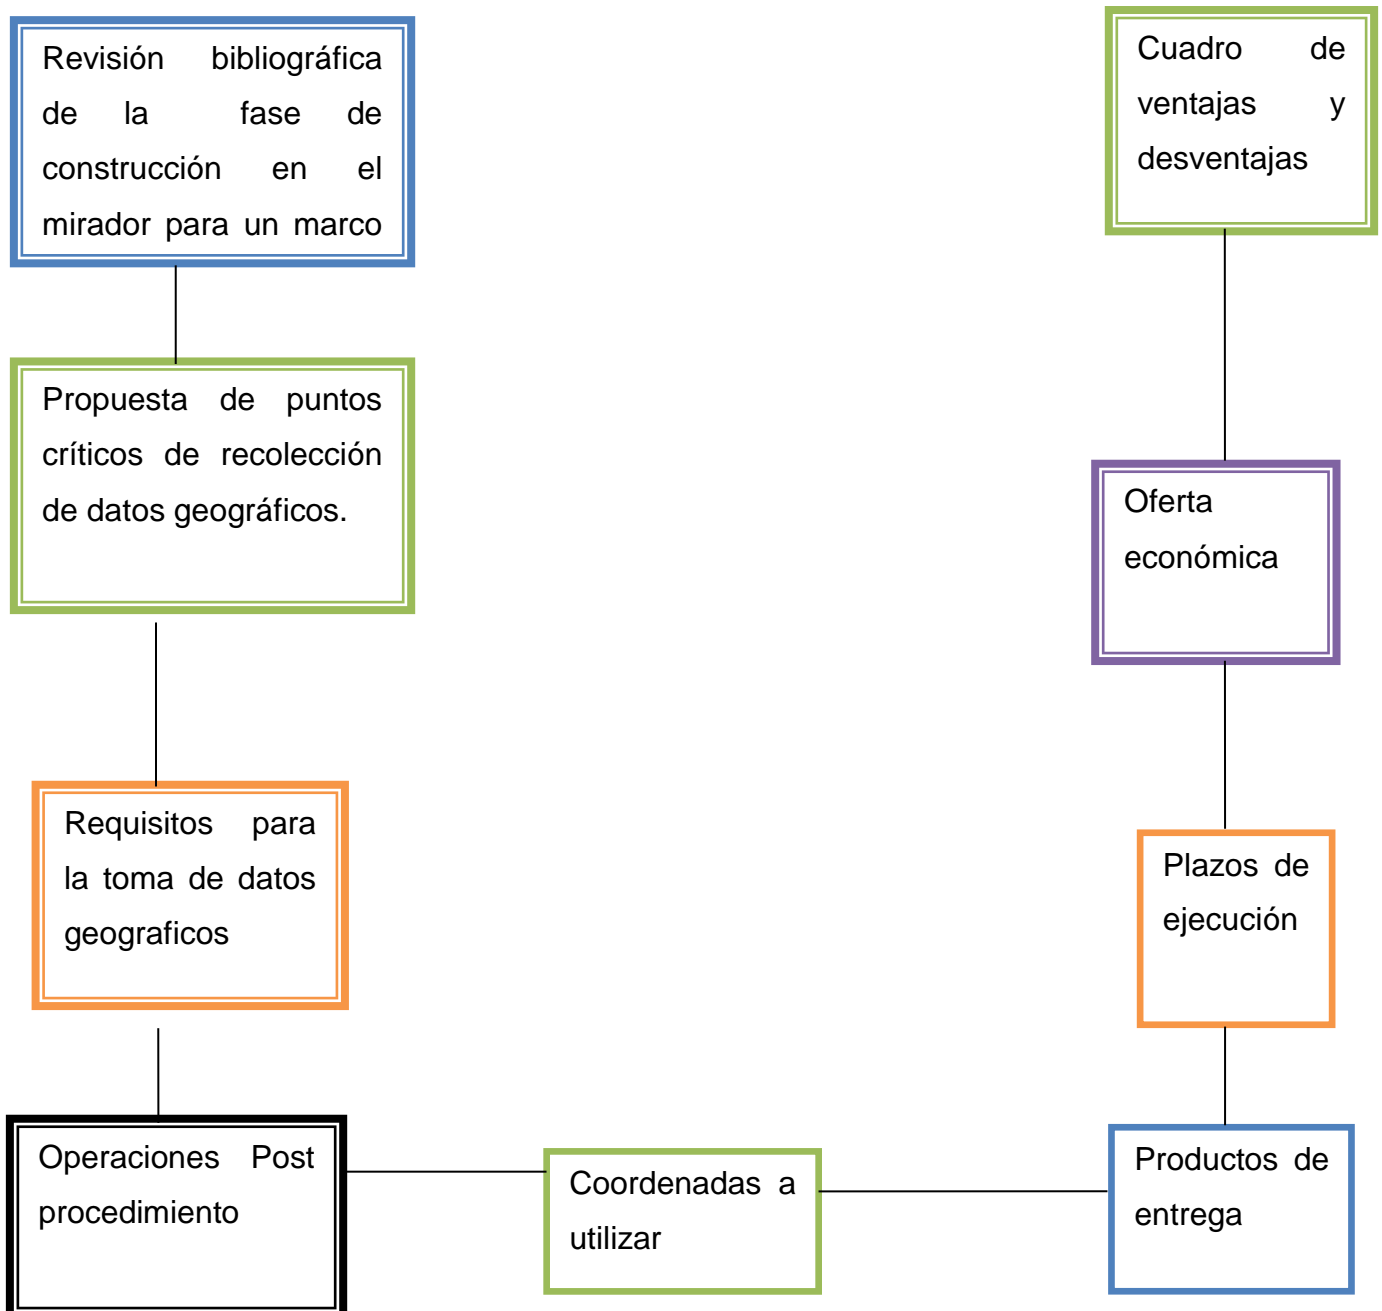 Revisión bibliográfica
de la fase de
construcción en el
mirador para un marco
Propuesta de puntos
críticos de recolección
de datos geográficos.
Requisitos para
la toma de datos
geograficos
Operaciones Post
procedimiento
Coordenadas a
utilizar
Productos de
entrega
Plazos de
ejecución
Oferta
económica
Cuadro de
ventajas y
desventajas